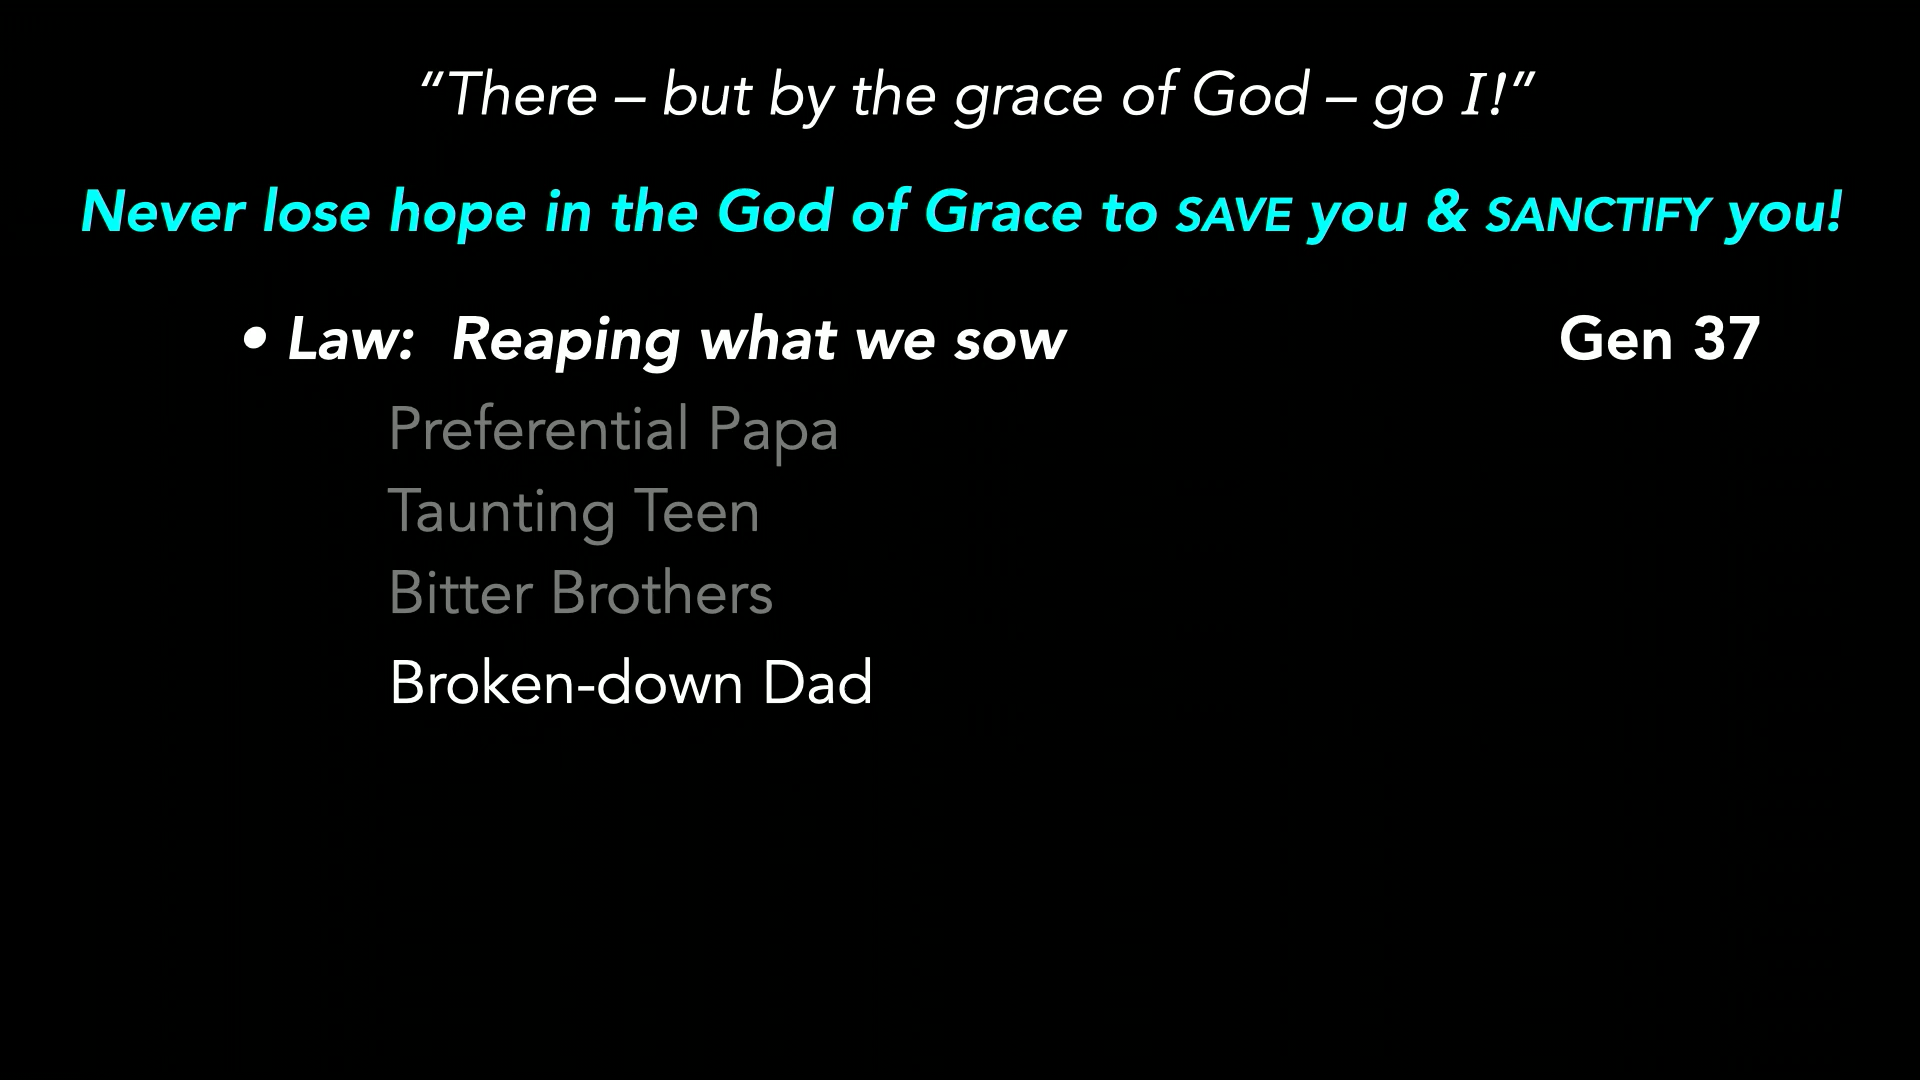 “There – but by the grace of God – go I!”
Never lose hope in the God of Grace to SAVE you & SANCTIFY you!
• Law: Reaping what we sow Gen 37
Preferential Papa
Taunting Teen
Bitter Brothers
Broken-down Dad